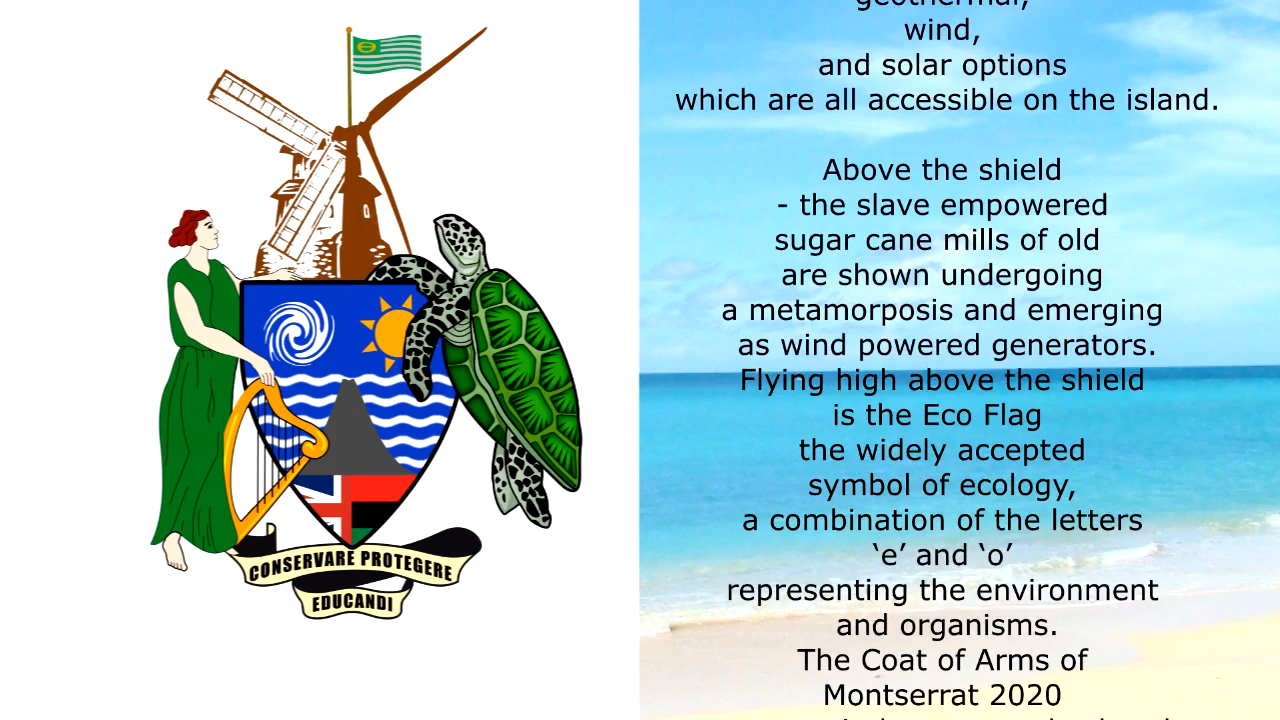 CONSERVARE PROTEGERE
EDUCANDI
geothermal,
wind,
and solar options
which are all accessible on the island.
Above the shield
- the slave empowered
sugar cane mills of old
are shown undergoing
a metamorposis and emerging
as wind powered generators.
Flying high above the shield
is the Eco Flag
the widely accepted
symbol of ecology,
a combination of the letters
‘e’ and ‘o’
representing the environment
and organisms.
The Coat of Arms of
Montserrat 2020